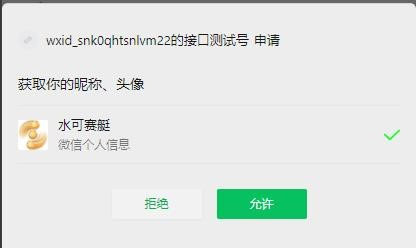 wxid_snk0qhtsnlvm22的接口测试号 申请
获取你的昵称、头像
水可赛艇
微信个人信息
拒绝
允许